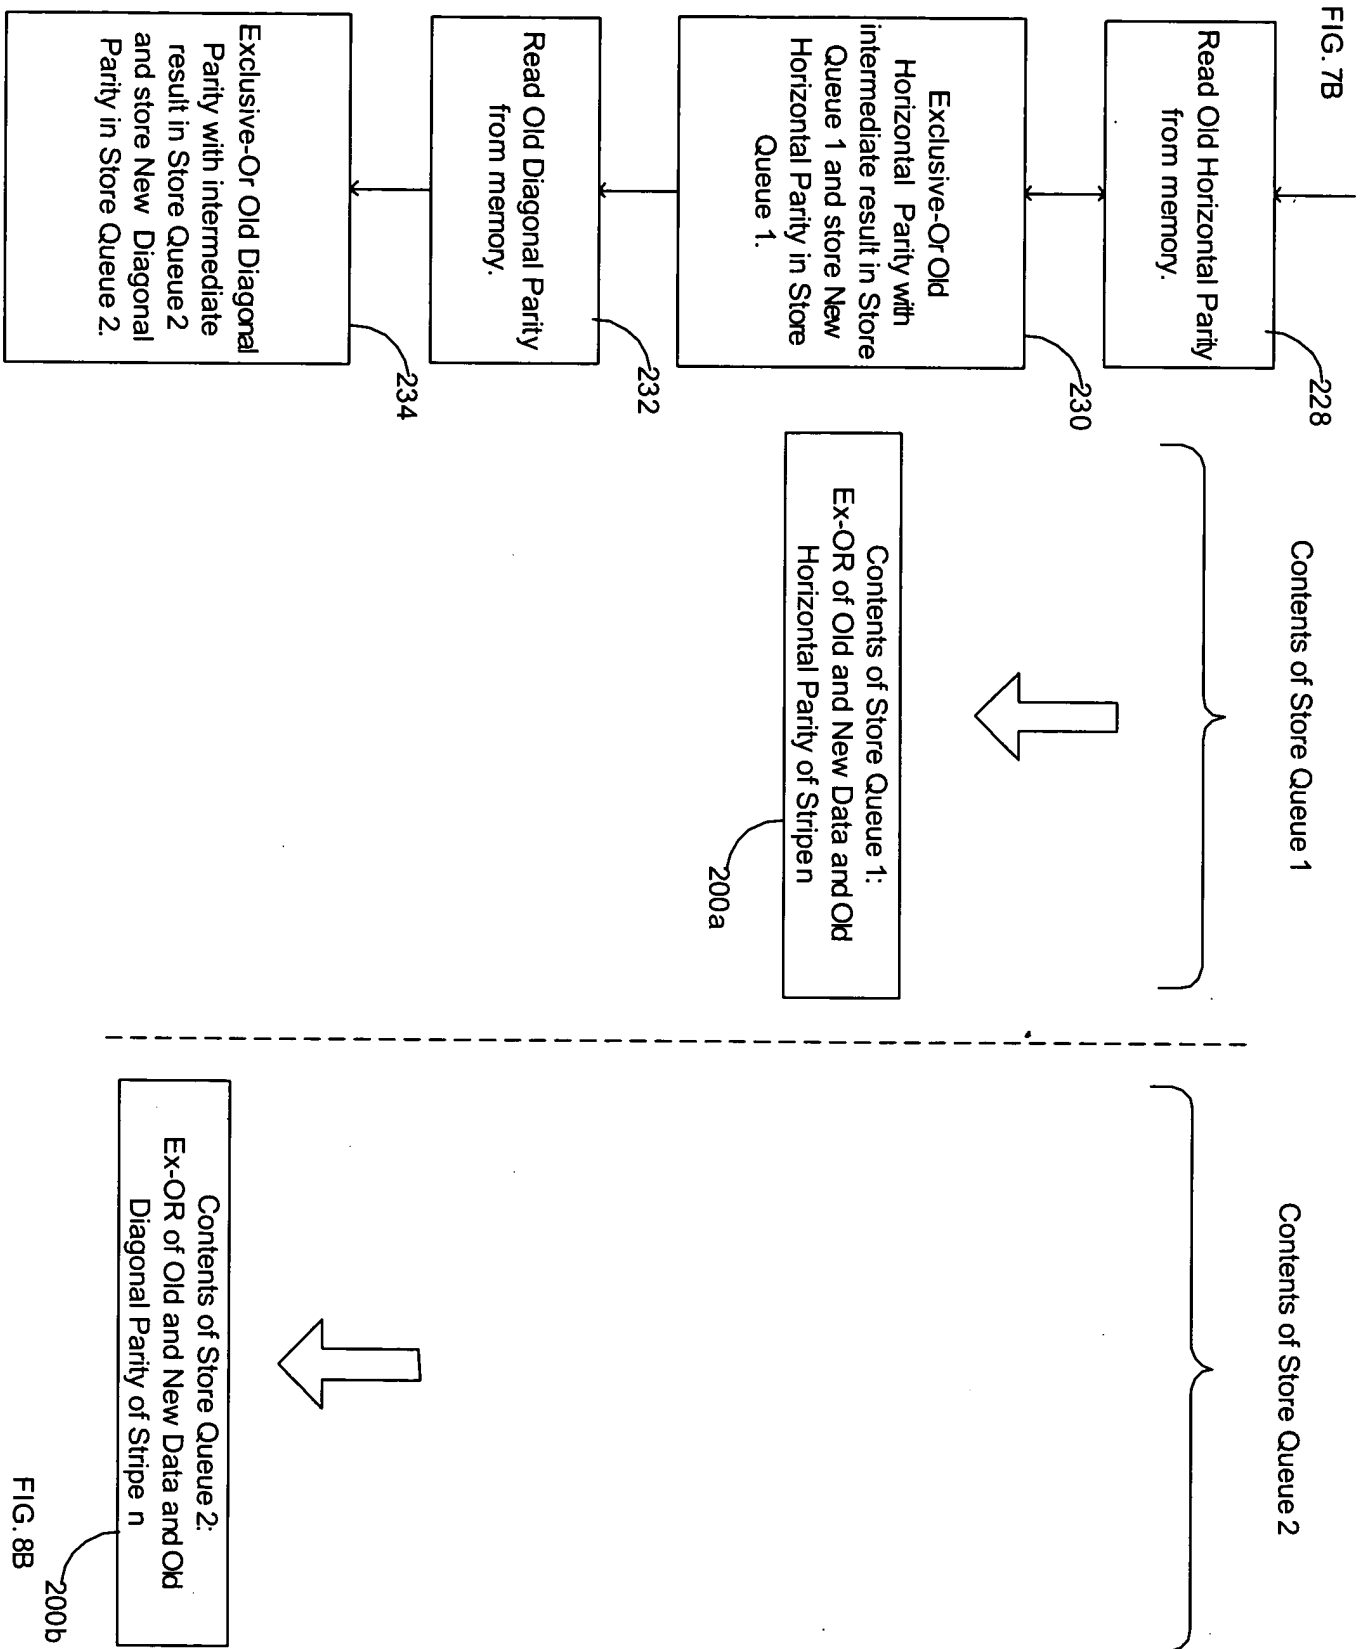 FIG. 7B
Read Old Horizontal Parity
from memory.
228
Exclusive-Or Old
Horizontal Parity with
intermediate result in Store
Queue 1 and store New
Horizontal Parity in Store
Queue 1.
230
Read Old Diagonal Parity
from memory.
232
Exclusive-Or Old Diagonal
Parity with intermediate
result in Store Queue 2
and store New Diagonal
Parity in Store Queue 2.
234
Contents of Store Queue 1
Contents of Store Queue 1:
Ex-OR of Old and New Data and Old
Horizontal Parity of Stripe n
200a
Contents of Store Queue 2
Contents of Store Queue 2:
Ex-OR of Old and New Data and Old
Diagonal Parity of Stripe n
200b
FIG. 8B